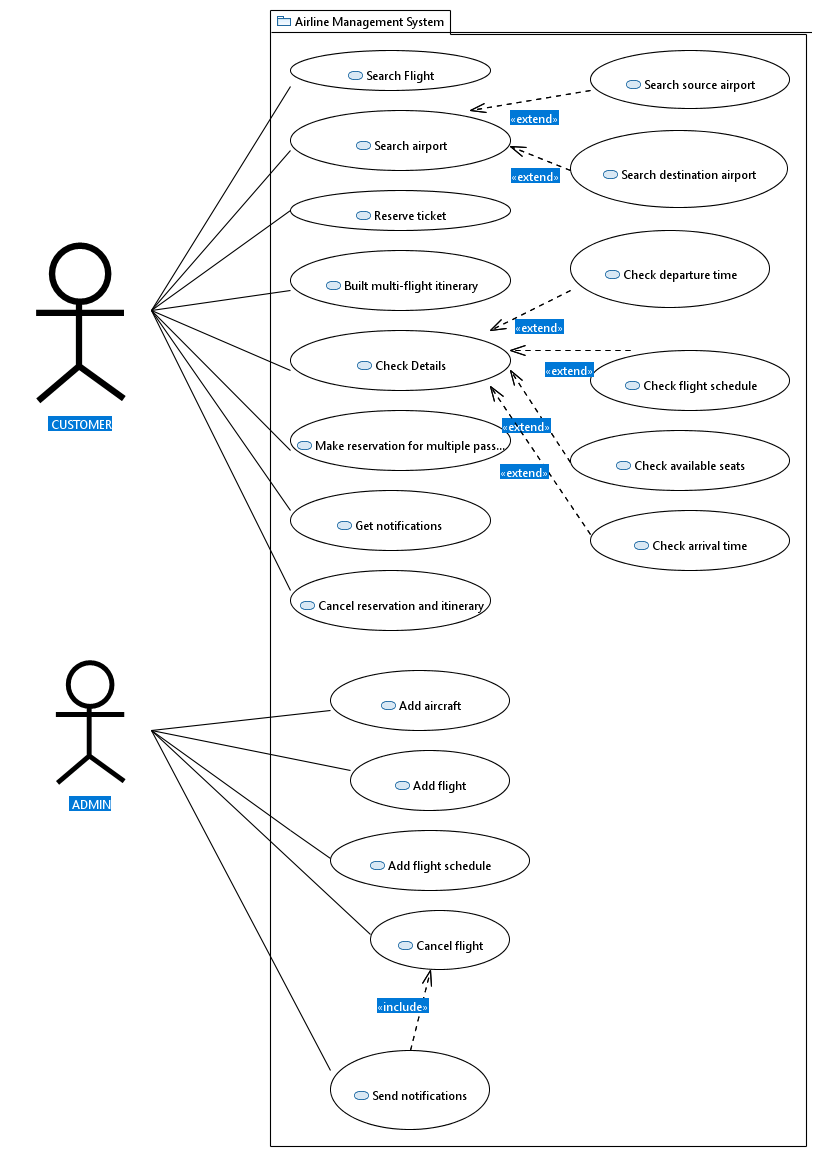 Airline Management System
Search Flight
Search source airport
«extend»
Search airport
Search destination airport
«extend»
Reserve ticket
Check departure time
Built multi-flight itinerary
«extend»
Check Details
«extend»
Check flight schedule
CUSTOMER
«extend»
Make reservation for multiple pass...
Check available seats
«extend»
Get notifications
Check arrival time
Cancel reservation and itinerary
Add aircraft
Add flight
ADMIN
Add flight schedule
Cancel flight
«include»
Send notifications